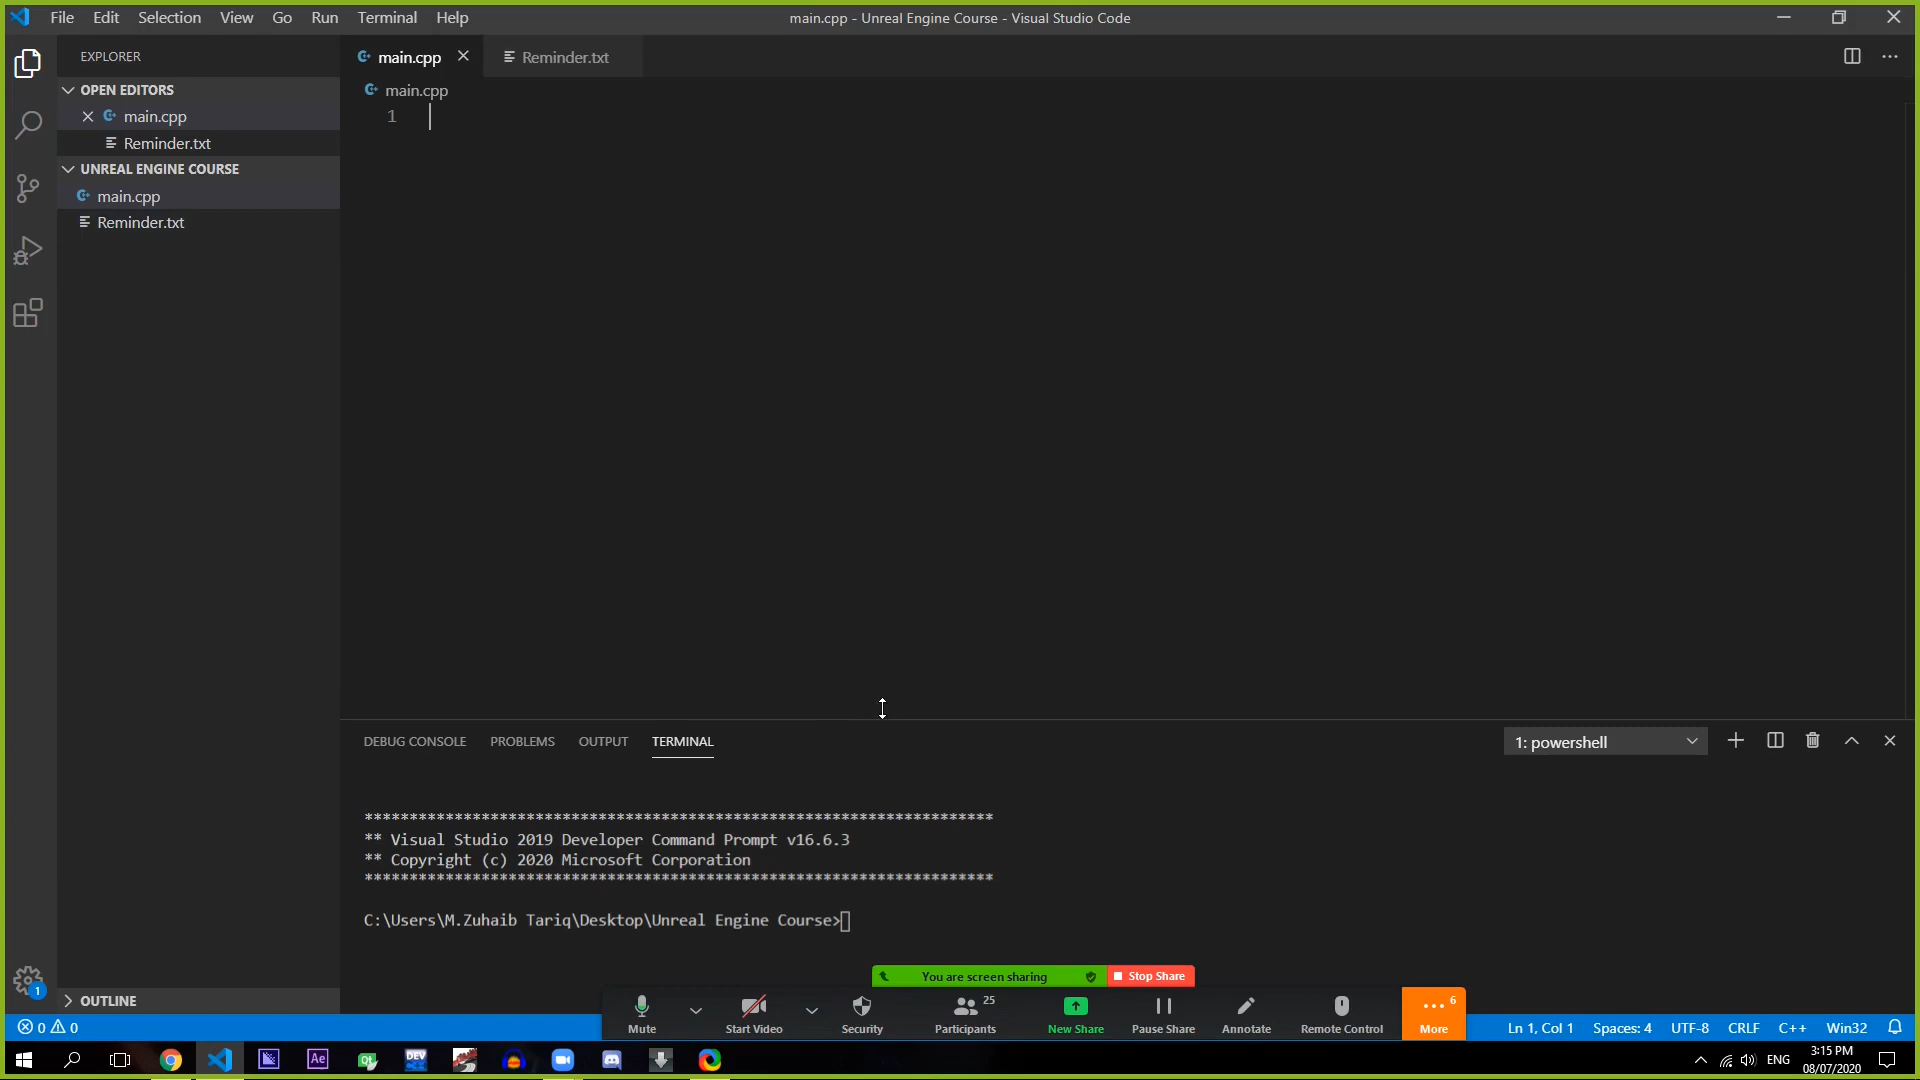 File Edit Selection View Go Run Terminal Help
main.cpp - Unreal Engine Course - Visual Studio Code
EXPLORER
OPEN EDITORS
main.cpp
Reminder.txt
UNREAL ENGINE COURSE
main.cpp
Reminder.txt
OUTLINE
main.cpp
Reminder.txt
main.cpp
1
DEBUG CONSOLE PROBLEMS OUTPUT TERMINAL
1: powershell
**********************************************************************
** Visual Studio 2019 Developer Command Prompt v16.6.3
** Copyright (c) 2020 Microsoft Corporation
**********************************************************************
C:\Users\M.Zuhaib Tariq\Desktop\Unreal Engine Course>
You are screen sharing
Stop Share
Mute
Start Video
Security
Participants 25
New Share
Pause Share
Annotate
Remote Control
More 6
1
0 0
Ln 1, Col 1 Spaces: 4 UTF-8 CRLF C++ Win32
Ae
Qt
DEV
ENG
3:15 PM
08/07/2020